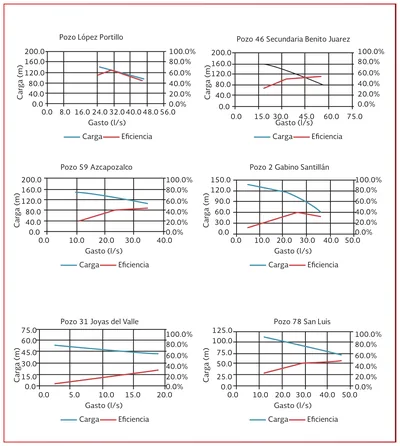 Pozo López Portillo
Carga (m)
200.0 100.0%
160.0 80.0%
120.0 60.0%
80.0 40.0%
40.0 20.0%
0.0 0.0%
0.0 8.0 16.0 24.0 32.0 40.0 48.0 56.0
Gasto (l/s)
Carga Eficiencia
Pozo 46 Secundaria Benito Juarez
Carga (m)
200.0 100.0%
160.0 80.0%
120.0 60.0%
80.0 40.0%
40.0 20.0%
0.0 0.0%
0.0 15.0 30.0 45.0 60.0 75.0
Gasto (l/s)
Carga Eficiencia
Pozo S9 Azcapozalco
Carga (m)
200.0 100.0%
160.0 80.0%
120.0 60.0%
80.0 40.0%
40.0 20.0%
0.0 0.0%
0.0 10.0 20.0 30.0 40.0
Gasto (l/s)
Carga Eficiencia
Pozo 2 Gabino Santillán
Carga (m)
150.0 100.0%
120.0 80.0%
90.0 60.0%
60.0 40.0%
30.0 20.0%
0.0 0.0%
0.0 10.0 20.0 30.0 40.0 50.0
Gasto (l/s)
Carga Eficiencia
Pozo 31 Joyas del Valle
Carga (m)
75.0 100.0%
60.0 80.0%
45.0 60.0%
30.0 40.0%
15.0 20.0%
0.0 0.0%
0.0 5.0 10.0 15.0 20.0
Gasto (l/s)
Carga Eficiencia
Pozo 78 San Luis
Carga (m)
125.0 100.0%
100.0 80.0%
75.0 60.0%
50.0 40.0%
25.0 20.0%
0.0 0.0%
0.0 10.0 20.0 30.0 40.0 50.0
Gasto (l/s)
Carga Eficiencia